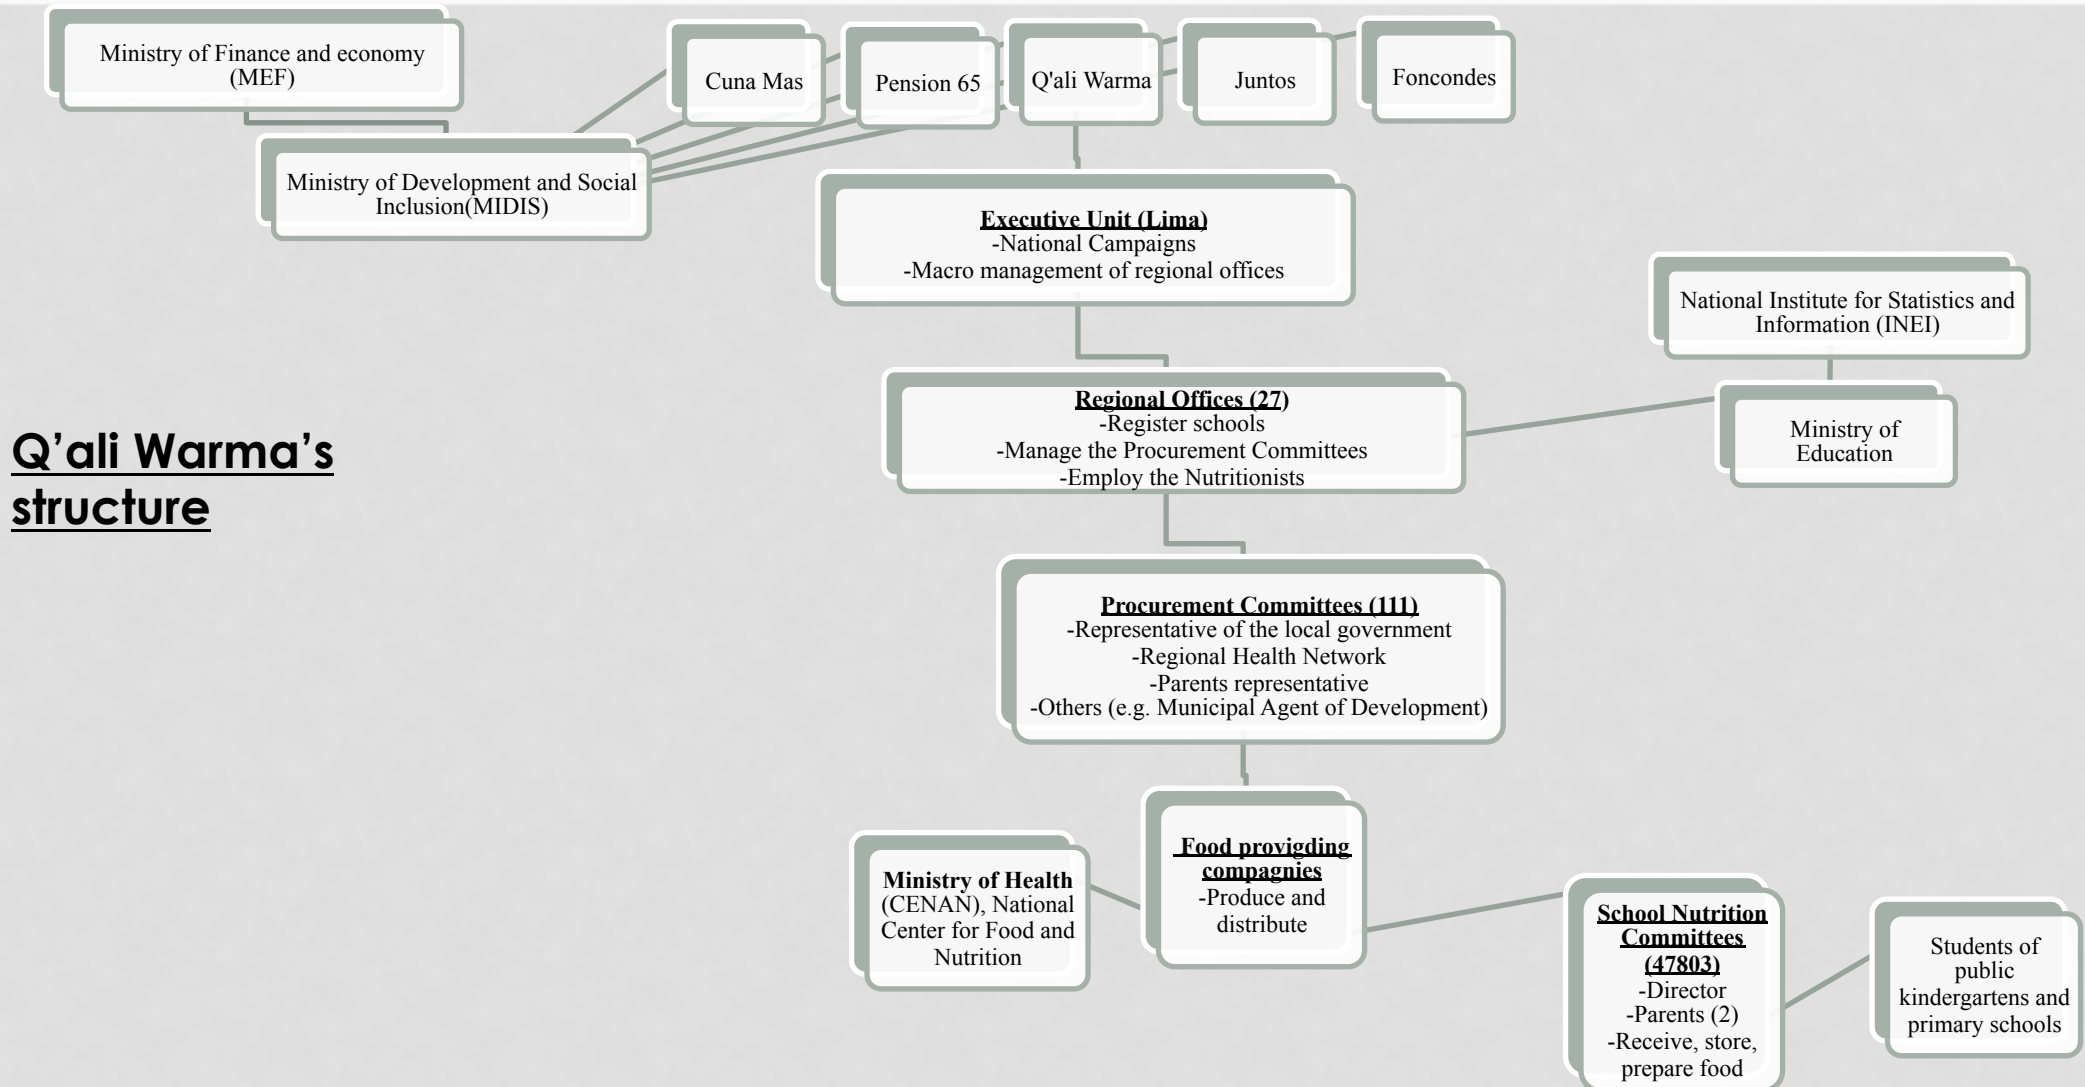 Ministry of Finance and economy
(MEF)
Cuna Mas
Pension 65
Q'ali Warma
Juntos
Foncondes
Ministry of Development and Social
Inclusion(MIDIS)
Executive Unit (Lima)
-National Campaigns
-Macro management of regional offices
National Institute for Statistics and
Information (INEI)
Regional Offices (27)
-Register schools
-Manage the Procurement Committees
-Employ the Nutritionists
Ministry of
Education
Q’ali Warma’s
structure
Procurement Committees (111)
-Representative of the local government
-Regional Health Network
-Parents representative
-Others (e.g. Municipal Agent of Development)
Food provigding
compagnies
-Produce and
distribute
Ministry of Health
(CENAN), National
Center for Food and
Nutrition
School Nutrition
Committees
(47803)
-Director
-Parents (2)
-Receive, store,
prepare food
Students of
public
kindergartens and
primary schools